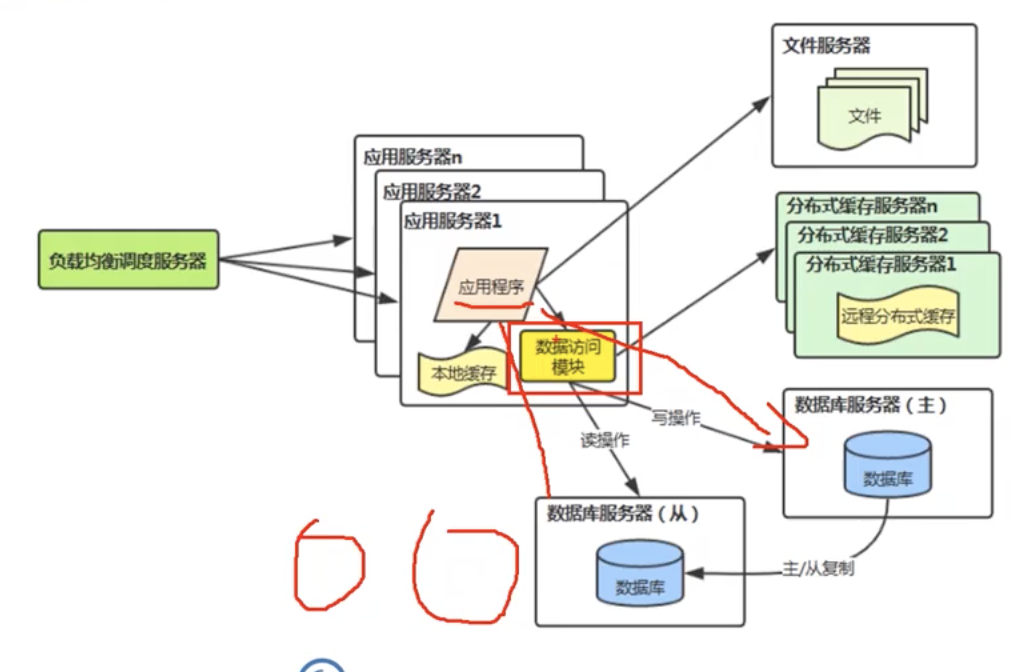 文件服务器
文件
应用服务器n
应用服务器2
应用服务器1
负载均衡调度服务器
应用程序
本地缓存
数据访问
模块
分布式缓存服务器n
分布式缓存服务器2
分布式缓存服务器1
远程分布式缓存
写操作
读操作
数据库服务器（主）
数据库
数据库服务器（从）
数据库
主/从复制